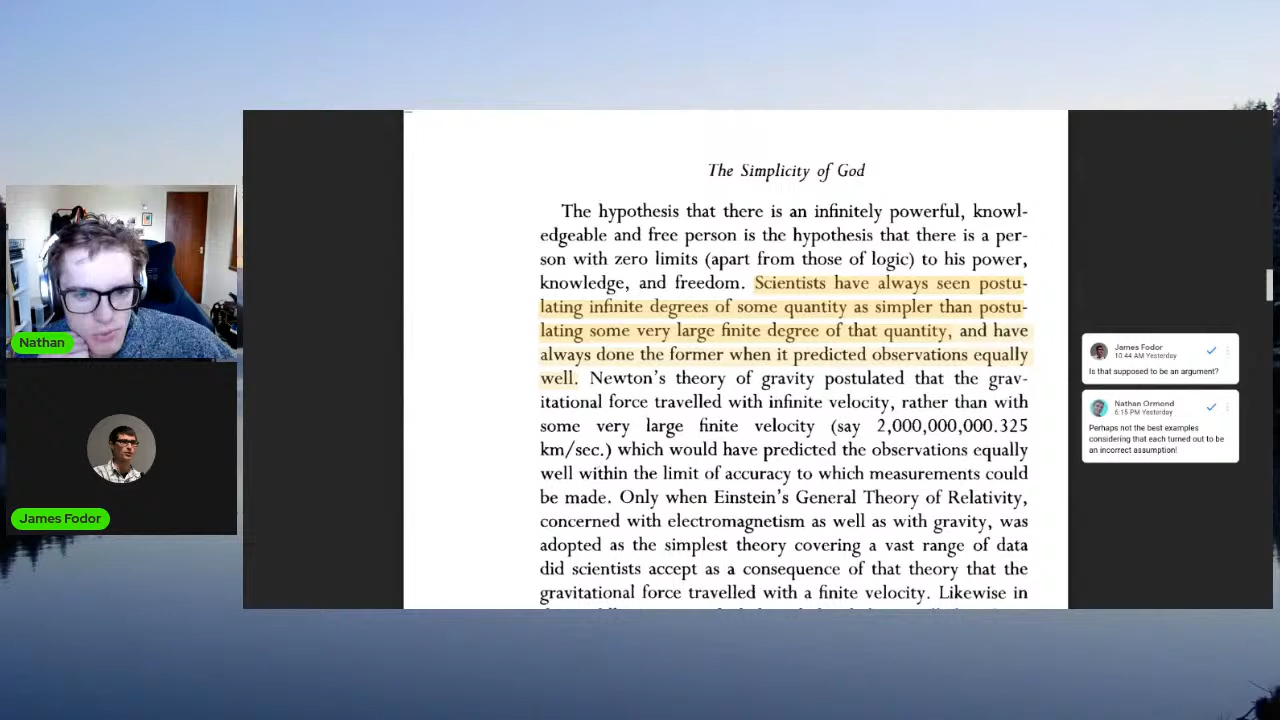 The Simplicity of God
The hypothesis that there is an infinitely powerful, knowl-
edgeable and free person is the hypothesis that there is a per-
son with zero limits (apart from those of logic) to his power,
knowledge, and freedom. Scientists have always seen postu-
lating infinite degrees of some quantity as simpler than postu-
lating some very large finite degree of that quantity, and have
always done the former when it predicted observations equally
well. Newton's theory of gravity postulated that the grav-
itational force travelled with infinite velocity, rather than with
some very large finite velocity (say 2,000,000,000.325
km/sec.) which would have predicted the observations equally
well within the limit of accuracy to which measurements could
be made. Only when Einstein's General Theory of Relativity,
concerned with electromagnetism as well as with gravity, was
adopted as the simplest theory covering a vast range of data
did scientists accept as a consequence of that theory that the
gravitational force travelled with a finite velocity. Likewise in
Nathan
James Fodor
James Fodor
10:44 AM Yesterday
Is that supposed to be an argument?
Nathan Ormond
6:15 PM Yesterday
Perhaps not the best examples
considering that each turned out to be
an incorrect assumption!